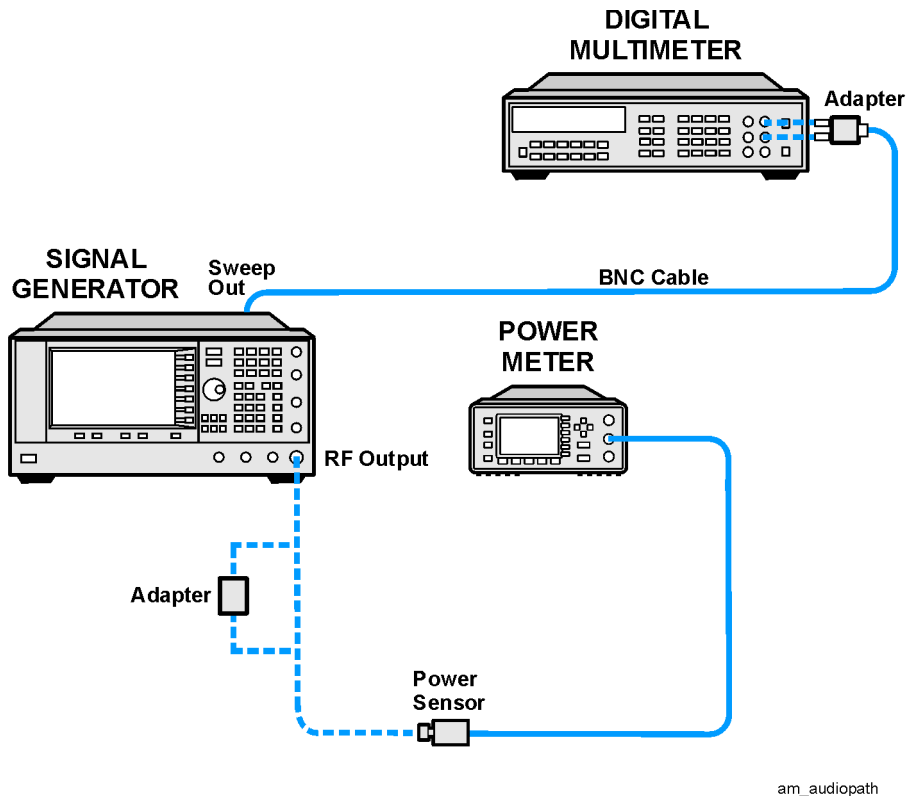 DIGITAL
MULTIMETER
Adapter
SIGNAL
GENERATOR
Sweep
Out
BNC Cable
POWER
METER
RF Output
Adapter
Power
Sensor
am_audiopath